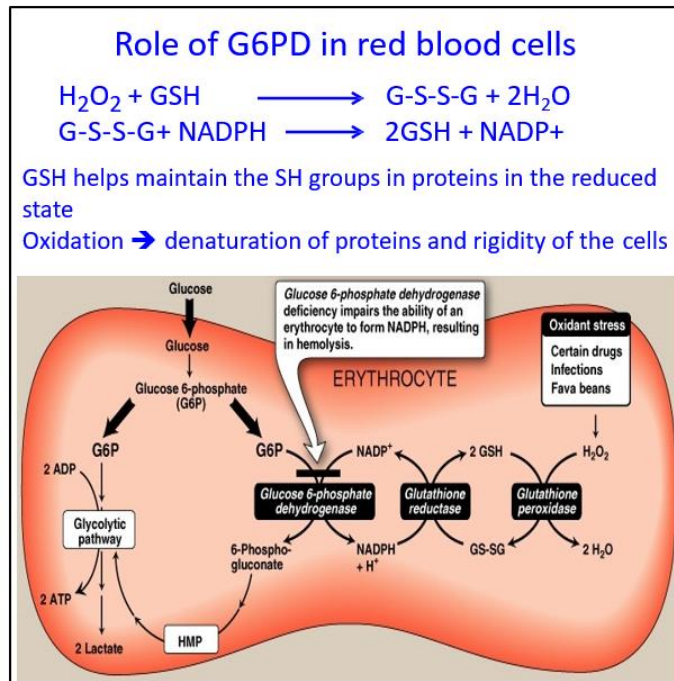 Role of G6PD in red blood cells
H₂O₂ + GSH ⟶ G-S-S-G + 2H₂O
G-S-S-G+ NADPH ⟶ 2GSH + NADP+
GSH helps maintain the SH groups in proteins in the reduced
state
Oxidation ➔ denaturation of proteins and rigidity of the cells
Glucose
Glucose 6-phosphate dehydrogenase
deficiency impairs the ability of an
erythrocyte to form NADPH, resulting
in hemolysis.
Oxidant stress
Certain drugs
Infections
Fava beans
Glucose
ERYTHROCYTE
Glucose 6-phosphate
(G6P)
G6P
G6P
NADP⁺
2 GSH
H₂O₂
2 ADP
Glucose 6-phosphate
dehydrogenase
Glutathione
reductase
Glutathione
peroxidase
Glycolytic
pathway
6-Phospho-
gluconate
NADPH
+ H⁺
GS-SG
2 H₂O
2 ATP
HMP
2 Lactate